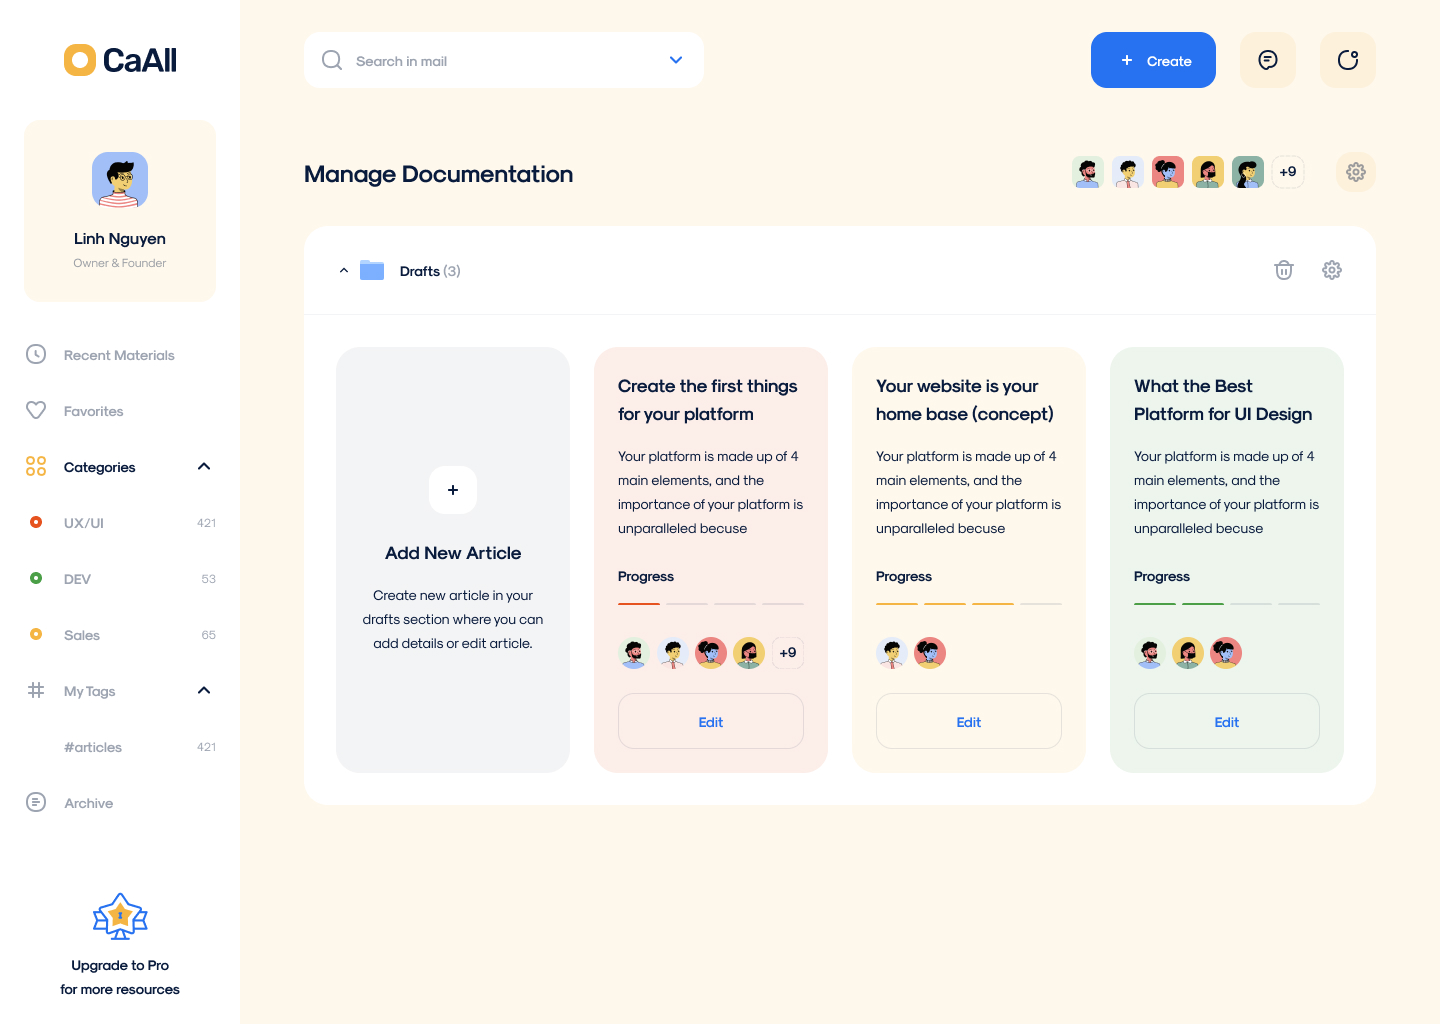 CaAll
Search in mail
+ Create
Linh Nguyen
Owner & Founder
Manage Documentation
+9
Recent Materials
Favorites
Categories
UX/UI 421
DEV 53
Sales 65
My Tags
#articles 421
Archive
Upgrade to Pro
for more resources
Drafts (3)
+
Add New Article
Create new article in your
drafts section where you can
add details or edit article.
Create the first things
for your platform
Your platform is made up of 4
main elements, and the
importance of your platform is
unparalleled becuse
Progress
+9
Edit
Your website is your
home base (concept)
Your platform is made up of 4
main elements, and the
importance of your platform is
unparalleled becuse
Progress
Edit
What the Best
Platform for UI Design
Your platform is made up of 4
main elements, and the
importance of your platform is
unparalleled becuse
Progress
Edit